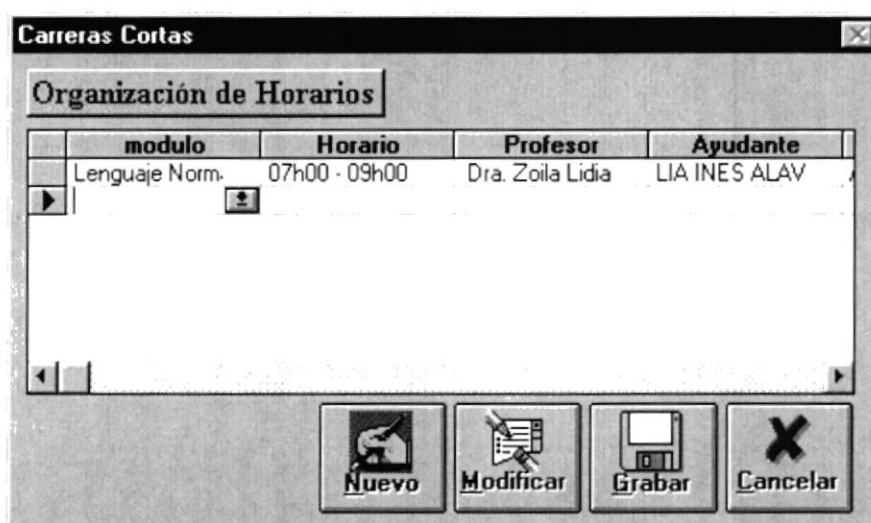 Carreras Cortas
Organización de Horarios
modulo Horario Profesor Ayudante
Lenguaje Norm. 07h00 - 09h00 Dra. Zoila Lidia LIA INES ALAV
Nuevo Modificar Grabar Cancelar